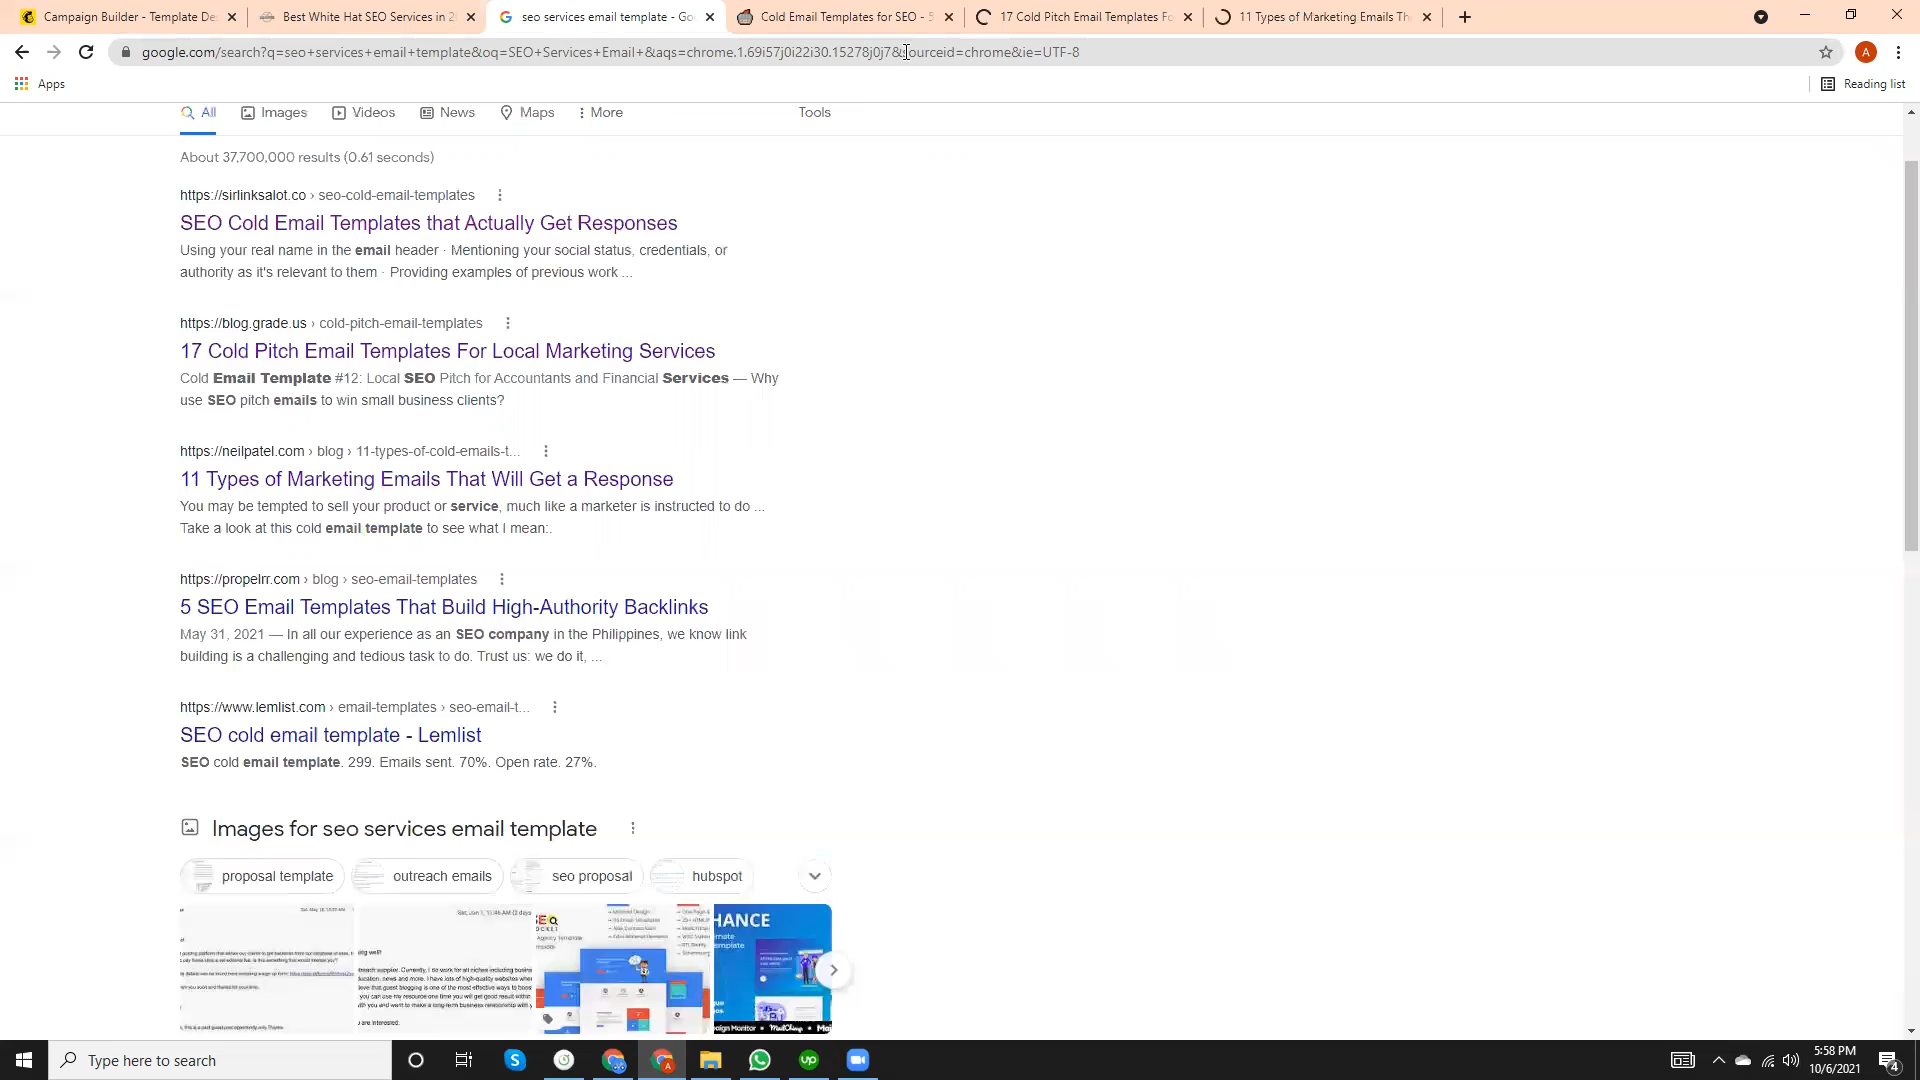 Campaign Builder - Template De
Best White Hat SEO Services in 2
seo services email template - Go
Cold Email Templates for SEO - 5
17 Cold Pitch Email Templates Fo
11 Types of Marketing Emails Th
google.com/search?q=seo+services+email+template&oq=SEO+Services+Email+&aqs=chrome.1.69i57j0i22i30.15278j0j7&sourceid=chrome&ie=UTF-8
A
Apps
Reading list
All
Images
Videos
News
Maps
More
Tools
About 37,700,000 results (0.61 seconds)
https://sirlinksalot.co › seo-cold-email-templates
SEO Cold Email Templates that Actually Get Responses
Using your real name in the email header · Mentioning your social status, credentials, or
authority as it's relevant to them · Providing examples of previous work ...
https://blog.grade.us › cold-pitch-email-templates
17 Cold Pitch Email Templates For Local Marketing Services
Cold Email Template #12: Local SEO Pitch for Accountants and Financial Services — Why
use SEO pitch emails to win small business clients?
https://neilpatel.com › blog › 11-types-of-cold-emails-t...
11 Types of Marketing Emails That Will Get a Response
You may be tempted to sell your product or service, much like a marketer is instructed to do ...
Take a look at this cold email template to see what I mean:.
https://propelrr.com › blog › seo-email-templates
5 SEO Email Templates That Build High-Authority Backlinks
May 31, 2021 — In all our experience as an SEO company in the Philippines, we know link
building is a challenging and tedious task to do. Trust us: we do it, ...
https://www.lemlist.com › email-templates › seo-email-t...
SEO cold email template - Lemlist
SEO cold email template. 299. Emails sent. 70%. Open rate. 27%.
Images for seo services email template
proposal template
outreach emails
seo proposal
hubspot
HANCE
Type here to search
5:58 PM
10/6/2021
4